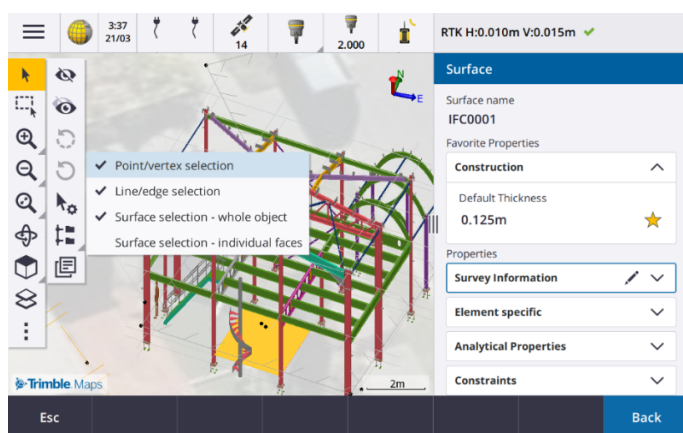 3:37
21/03
14
2.000
RTK H:0.010m V:0.015m
N
E
Point/vertex selection
Line/edge selection
Surface selection - whole object
Surface selection - individual faces
Trimble. Maps
2m
Surface
Surface name
IFC0001
Favorite Properties
Construction
Default Thickness
0.125m
Properties
Survey Information
Element specific
Analytical Properties
Constraints
Esc
Back